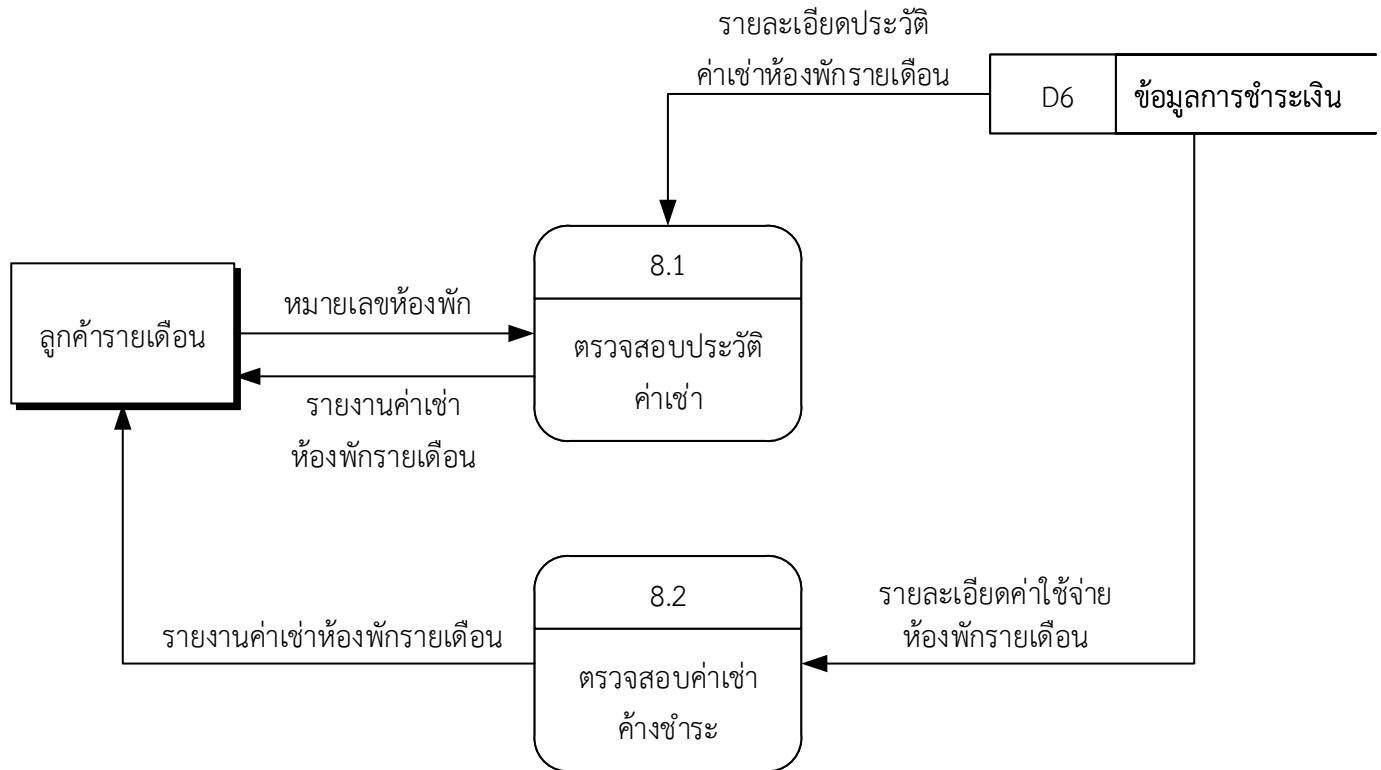 รายละเอียดประวัติ
ค่าเช่าห้องพักรายเดือน
D6
ข้อมูลการชำระเงิน
8.1
ตรวจสอบประวัติ
ค่าเช่า
ลูกค้ารายเดือน
หมายเลขห้องพัก
รายงานค่าเช่า
ห้องพักรายเดือน
8.2
ตรวจสอบค่าเช่า
ค้างชำระ
รายละเอียดค่าใช้จ่าย
ห้องพักรายเดือน
รายงานค่าเช่าห้องพักรายเดือน